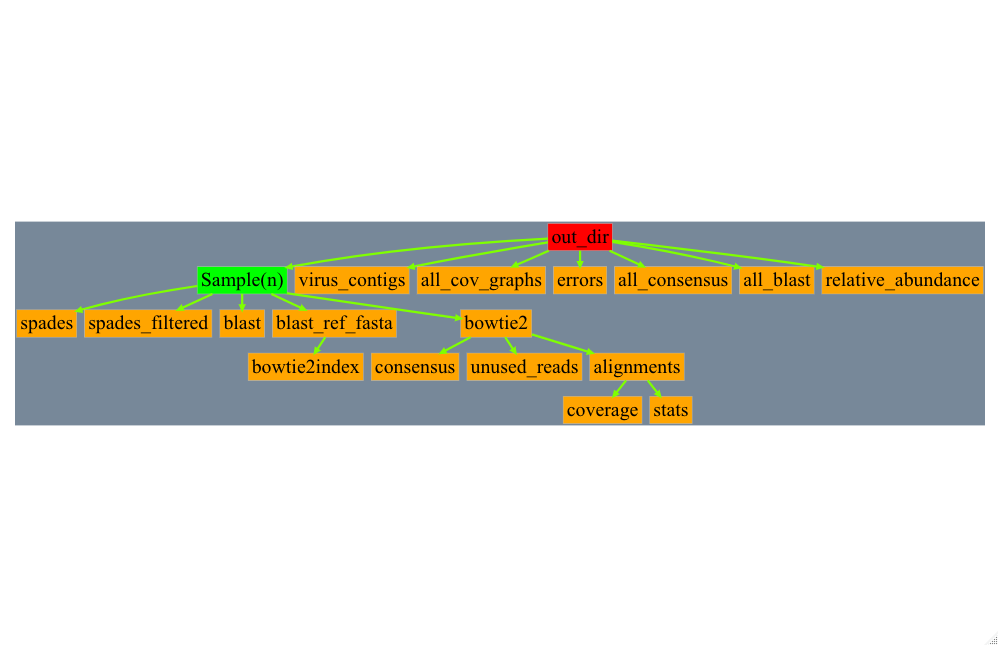 out_dir
Sample(n) virus_contigs all_cov_graphs errors all_consensus all_blast relative_abundance
spades spades_filtered blast blast_ref_fasta bowtie2
bowtie2index consensus unused_reads alignments
coverage stats